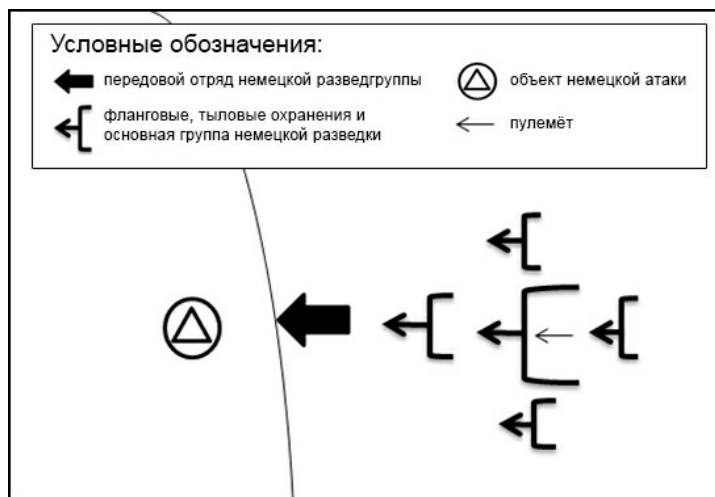 Условные обозначения:
передовой отряд немецкой разведгруппы
объект немецкой атаки
фланговые, тыловые охранения и
основная группа немецкой разведки
пулемёт